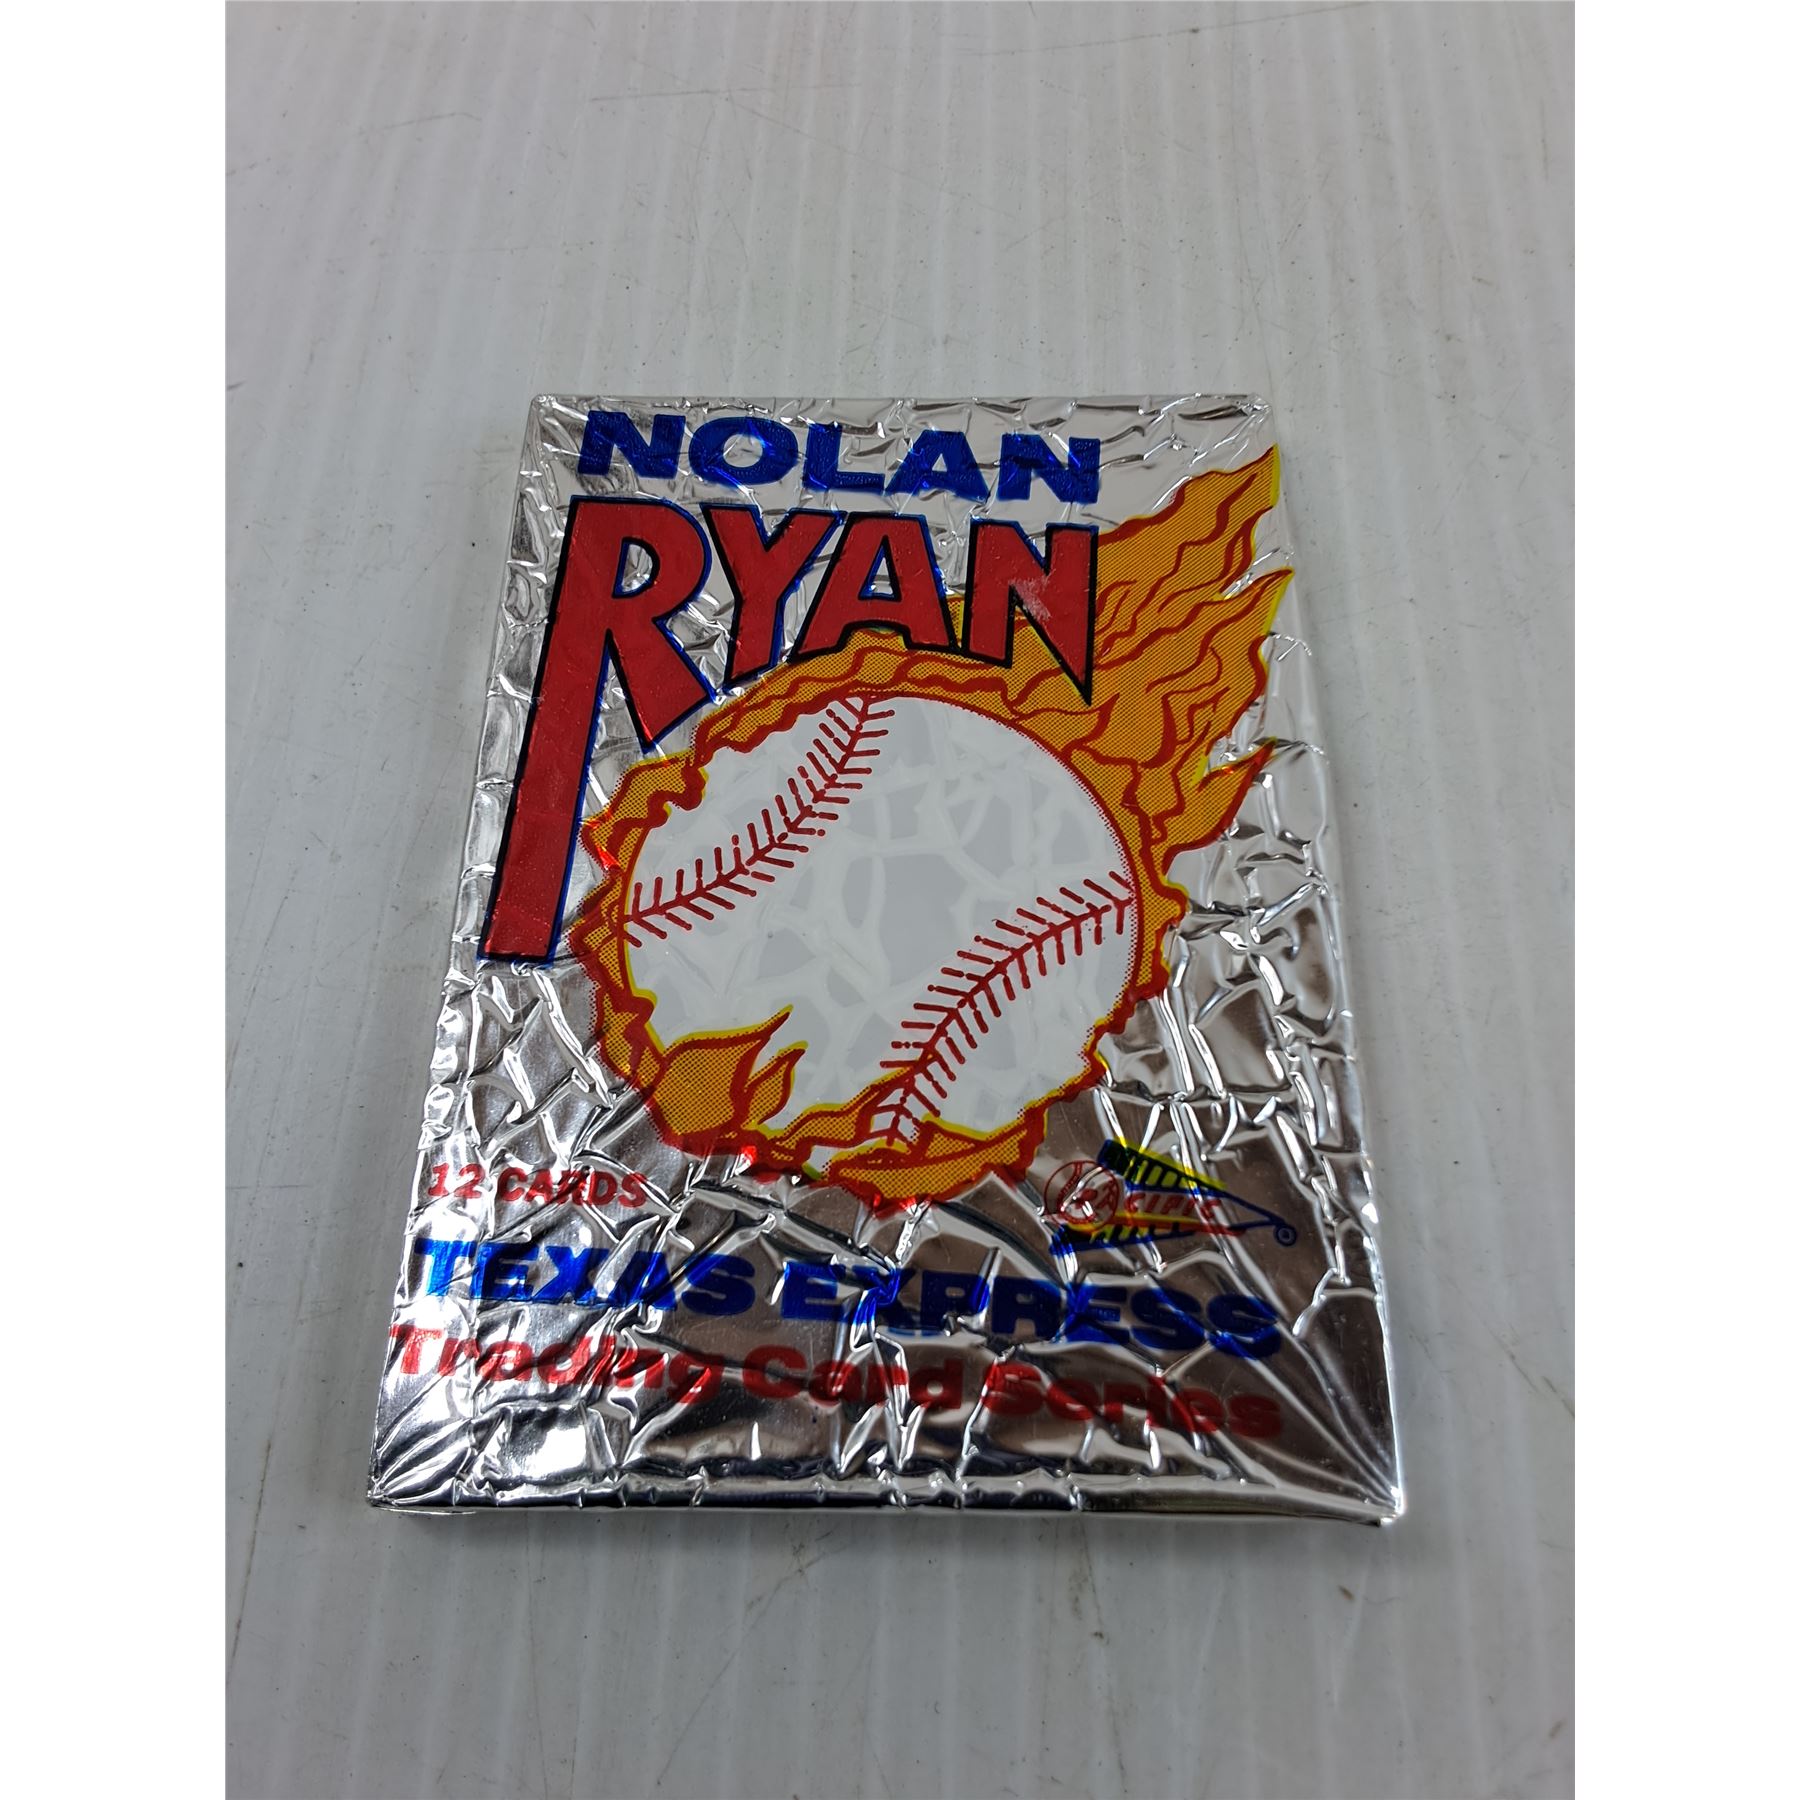 NOLAN
RYAN
12 CARDS
PACIFIC
TEXAS EXPRESS
Trading Card Series